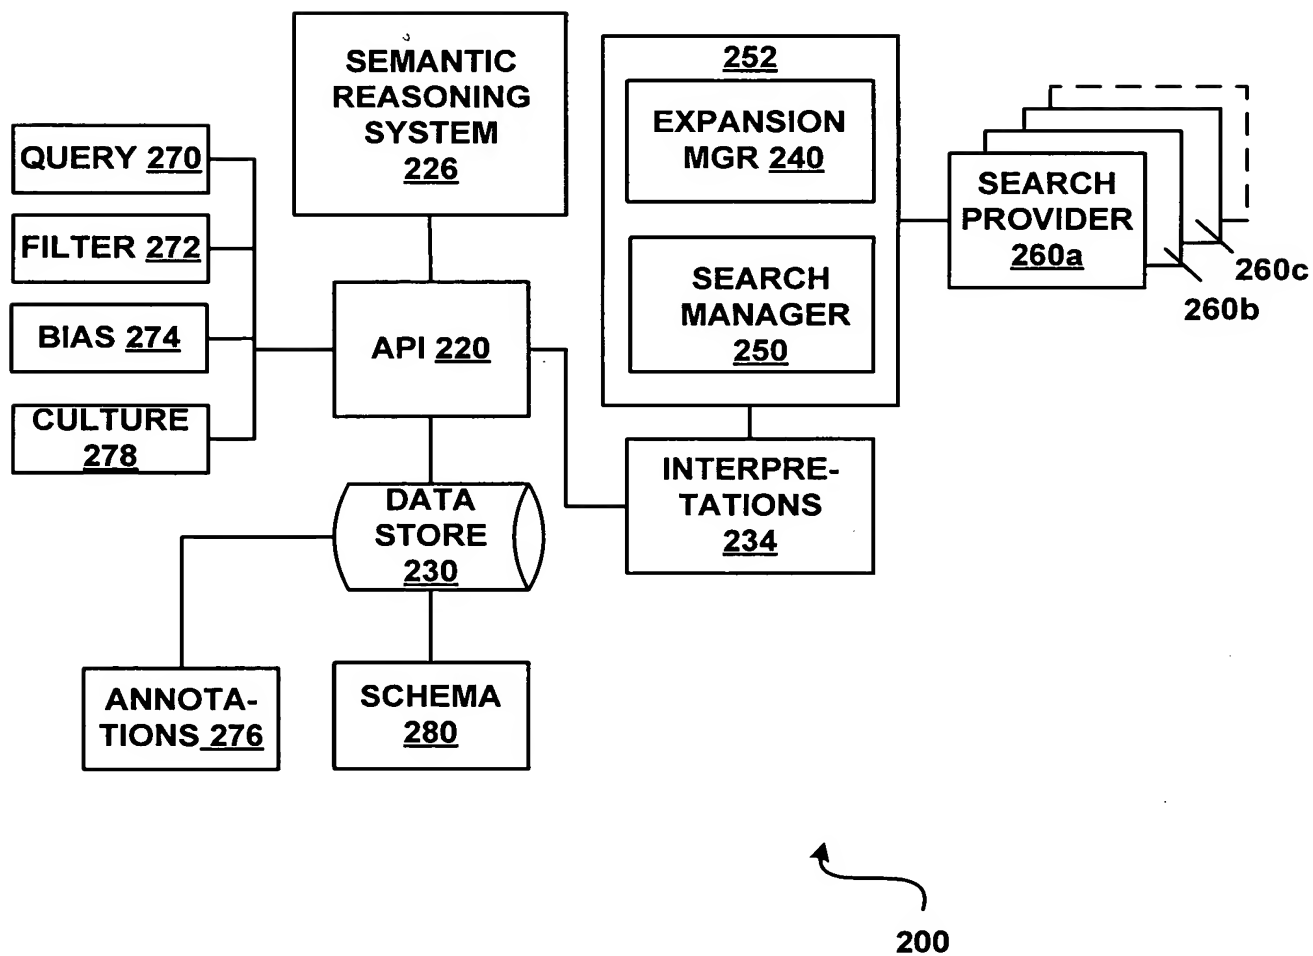 SEMANTIC
REASONING
SYSTEM
226
252
EXPANSION
MGR 240
SEARCH
MANAGER
250
SEARCH
PROVIDER
260a
260b
260c
QUERY 270
FILTER 272
BIAS 274
CULTURE
278
API 220
DATA
STORE
230
INTERPRE-
TATIONS
234
ANNOTA-
TIONS 276
SCHEMA
280
200